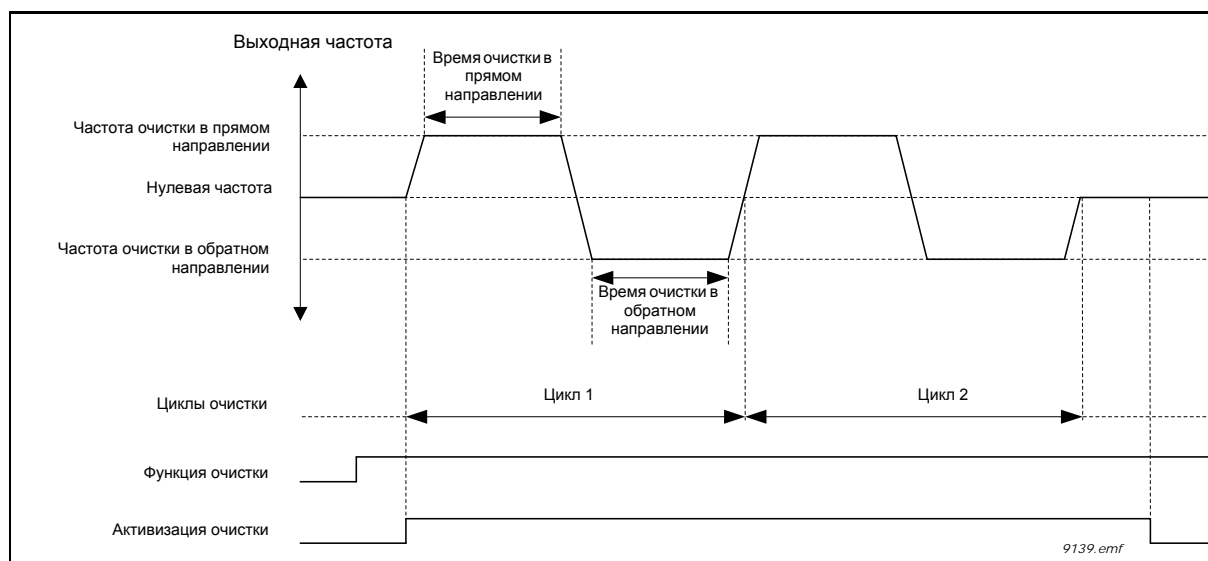 Выходная частота
Время очистки в
прямом
направлении
Частота очистки в прямом
направлении
Нулевая частота
Частота очистки в обратном
направлении
Время очистки в
обратном
направлении
Циклы очистки
Цикл 1
Цикл 2
Функция очистки
Активизация очистки
9139.emf